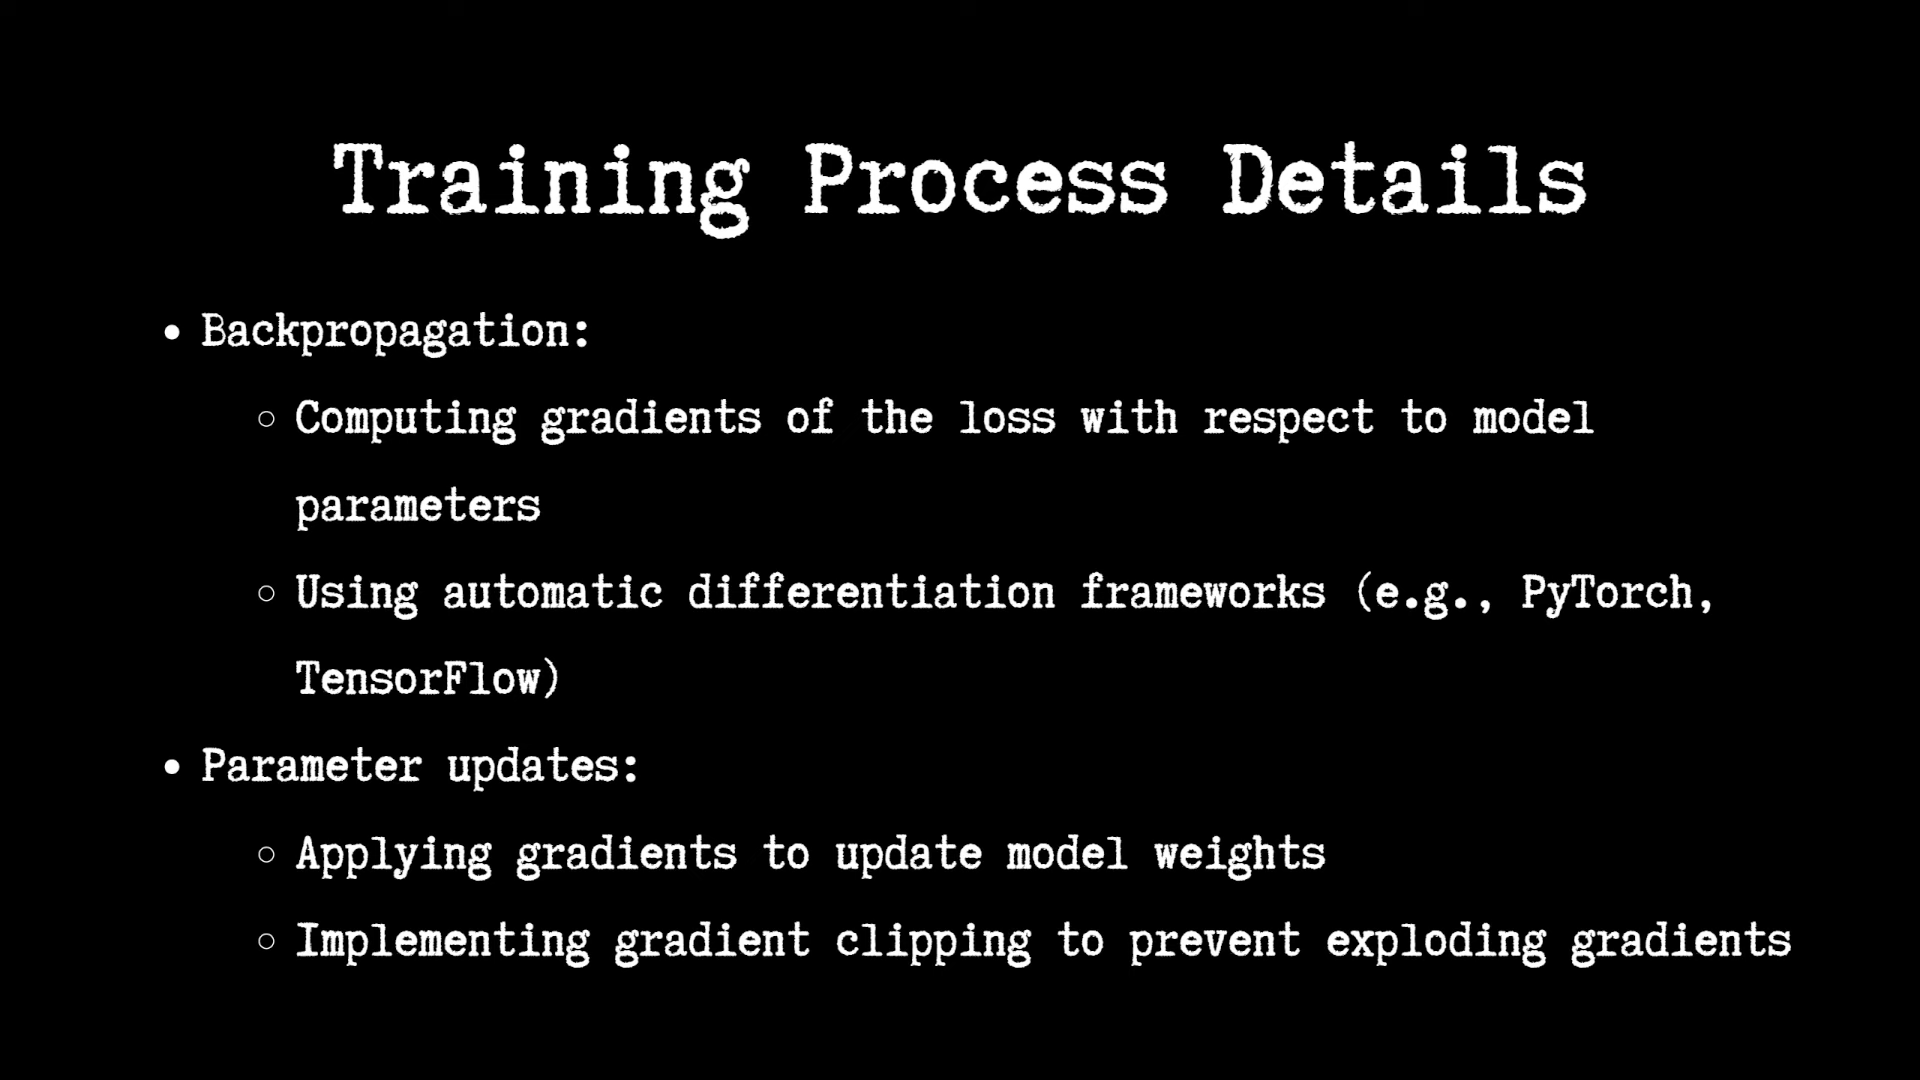 Training Process Details
• Backpropagation:
○ Computing gradients of the loss with respect to model
parameters
○ Using automatic differentiation frameworks (e.g., PyTorch,
TensorFlow)
• Parameter updates:
○ Applying gradients to update model weights
○ Implementing gradient clipping to prevent exploding gradients